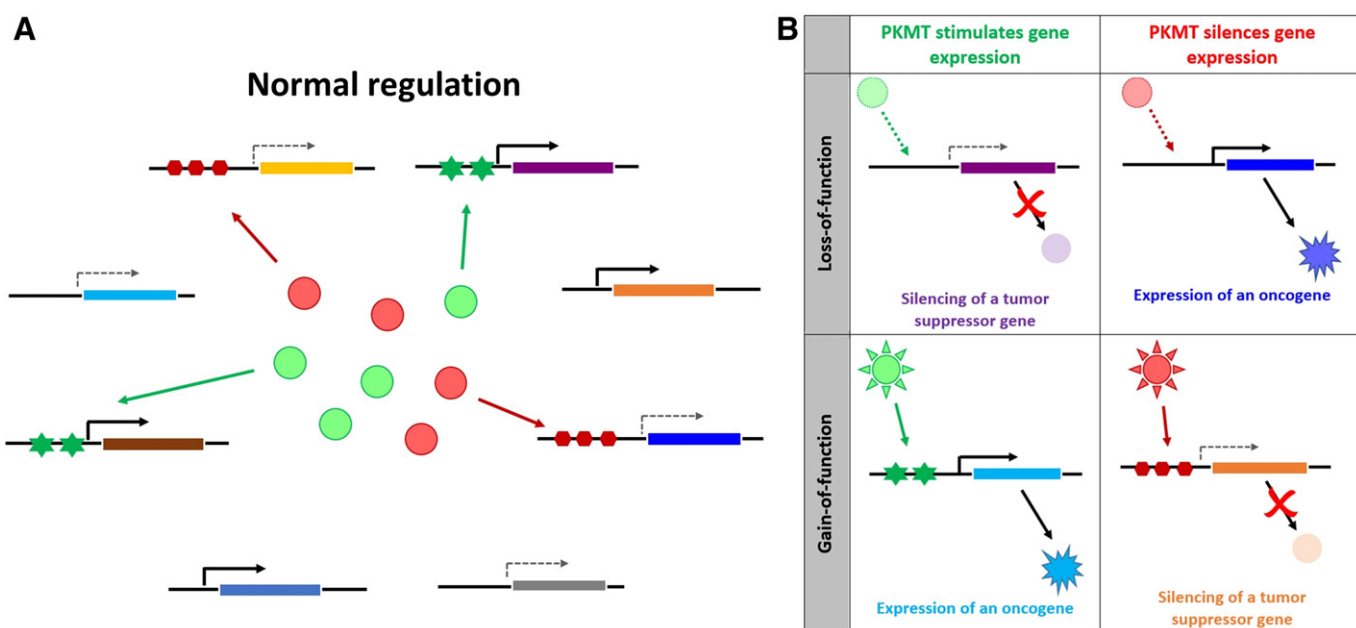 A
Normal regulation
B
PKMT stimulates gene
expression
PKMT silences gene
expression
Loss-of-function
Silencing of a tumor
suppressor gene
Expression of an oncogene
Gain-of-function
Expression of an oncogene
Silencing of a tumor
suppressor gene